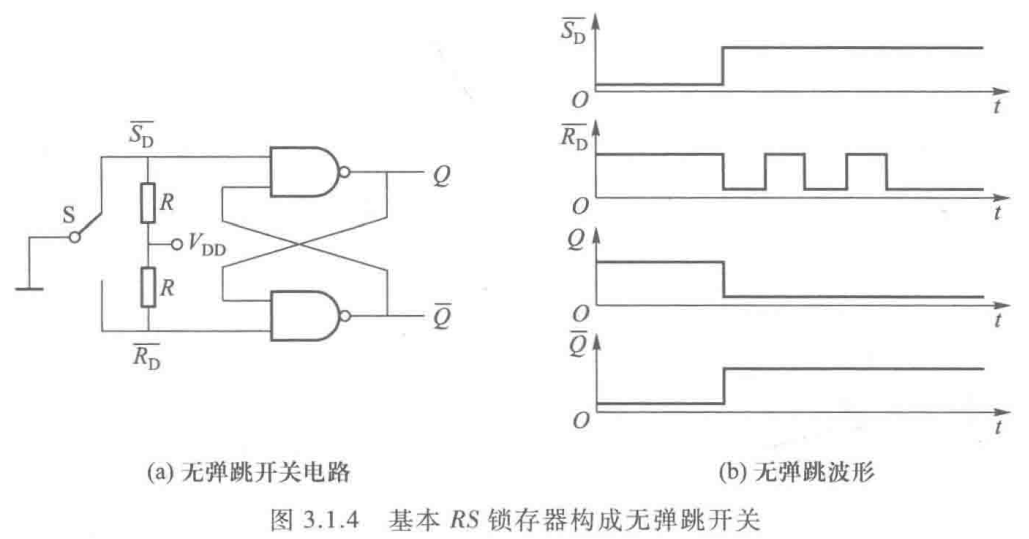 $\overline{S_D}$
S
R
$V_{DD}$
R
$\overline{R_D}$
Q
$\overline{Q}$
(a) 无弹跳开关电路
$\overline{S_D}$
O
t
$\overline{R_D}$
O
t
Q
O
t
$\overline{Q}$
O
t
(b) 无弹跳波形
图 3.1.4 基本 RS 锁存器构成无弹跳开关